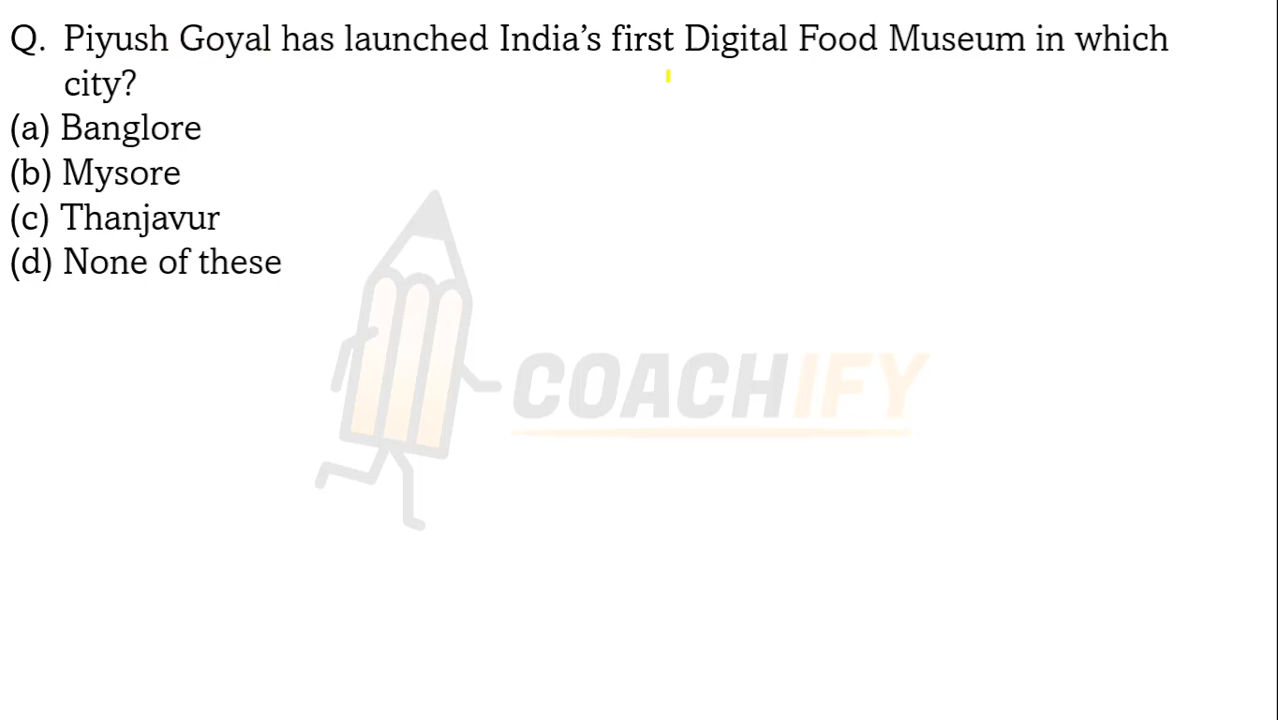 Q. Piyush Goyal has launched India’s first Digital Food Museum in which
city?
(a) Banglore
(b) Mysore
(c) Thanjavur
(d) None of these
COACHIFY